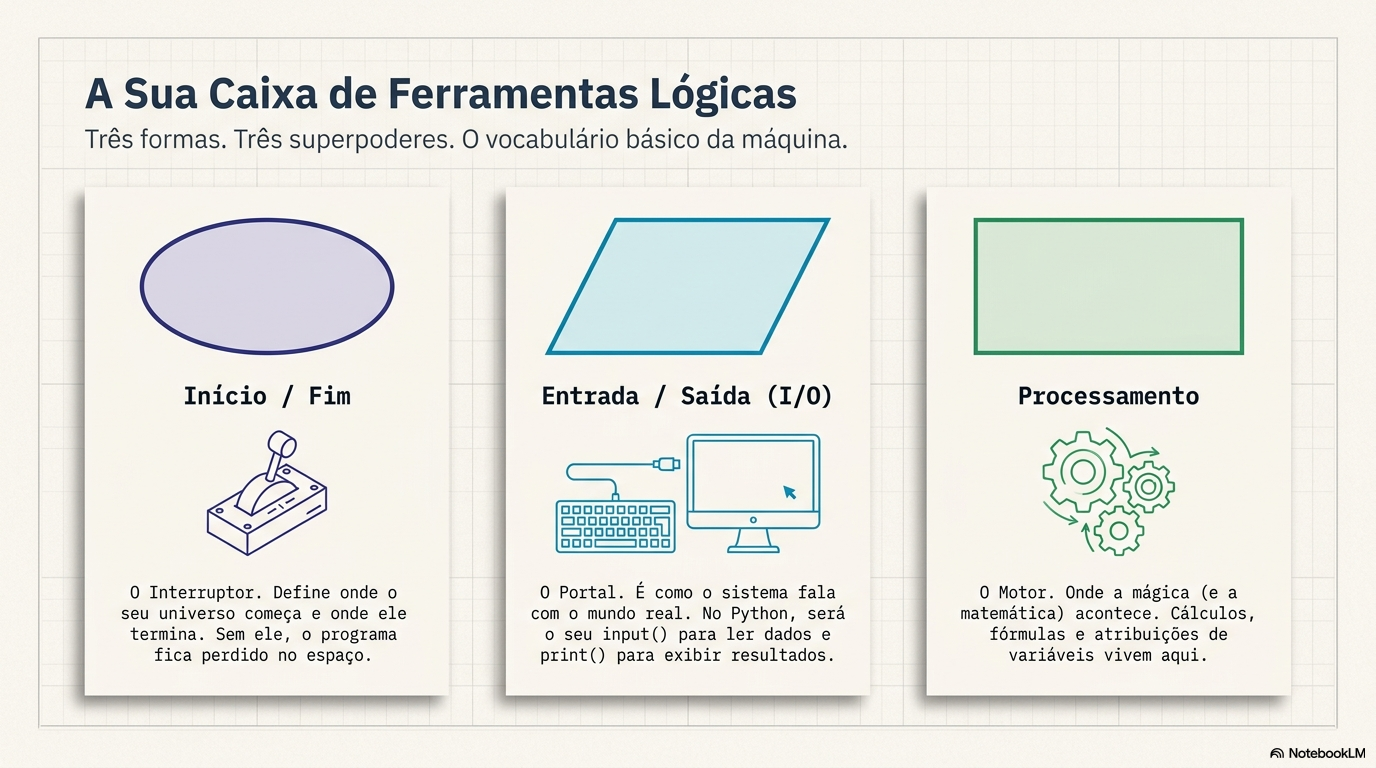 A Sua Caixa de Ferramentas Lógicas
Três formas. Três superpoderes. O vocabulário básico da máquina.
Início / Fim
O Interruptor. Define onde o
seu universo começa e onde ele
termina. Sem ele, o programa
fica perdido no espaço.
Entrada / Saída (I/O)
O Portal. É como o sistema fala
com o mundo real. No Python, será
o seu input() para ler dados e
print() para exibir resultados.
Processamento
O Motor. Onde a mágica (e a
matemática) acontece. Cálculos,
fórmulas e atribuições de
variáveis vivem aqui.
NotebookLM